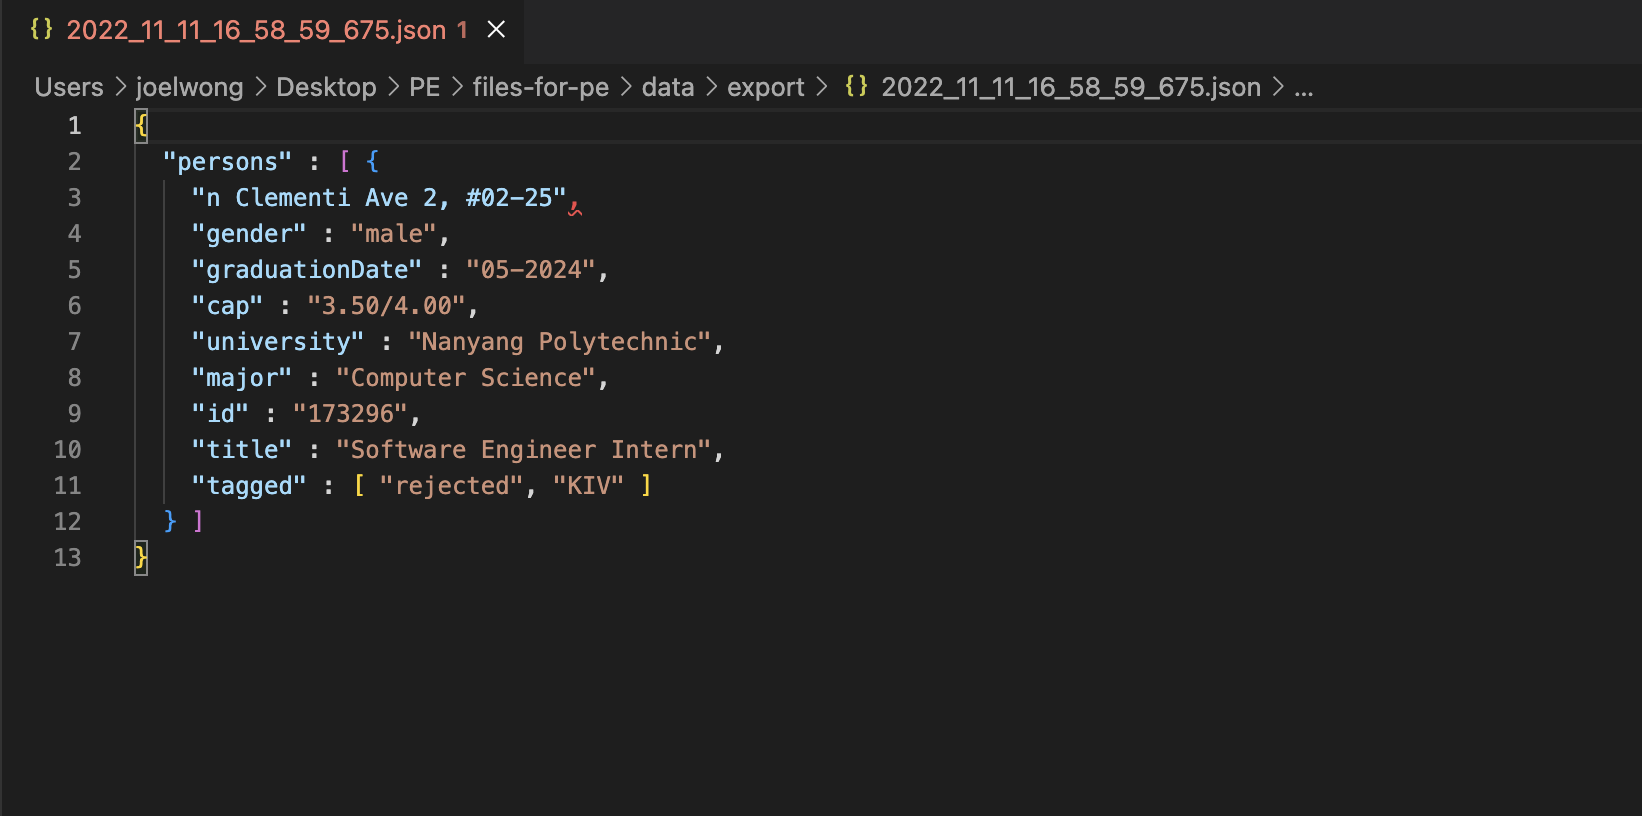 {} 2022_11_11_16_58_59_675.json 1 ×
Users > joelwong > Desktop > PE > files-for-pe > data > export > {} 2022_11_11_16_58_59_675.json > ...
1 {
2 "persons" : [ {
3 "n Clementi Ave 2, #02-25",
4 "gender" : "male",
5 "graduationDate" : "05-2024",
6 "cap" : "3.50/4.00",
7 "university" : "Nanyang Polytechnic",
8 "major" : "Computer Science",
9 "id" : "173296",
10 "title" : "Software Engineer Intern",
11 "tagged" : [ "rejected", "KIV" ]
12 } ]
13 }